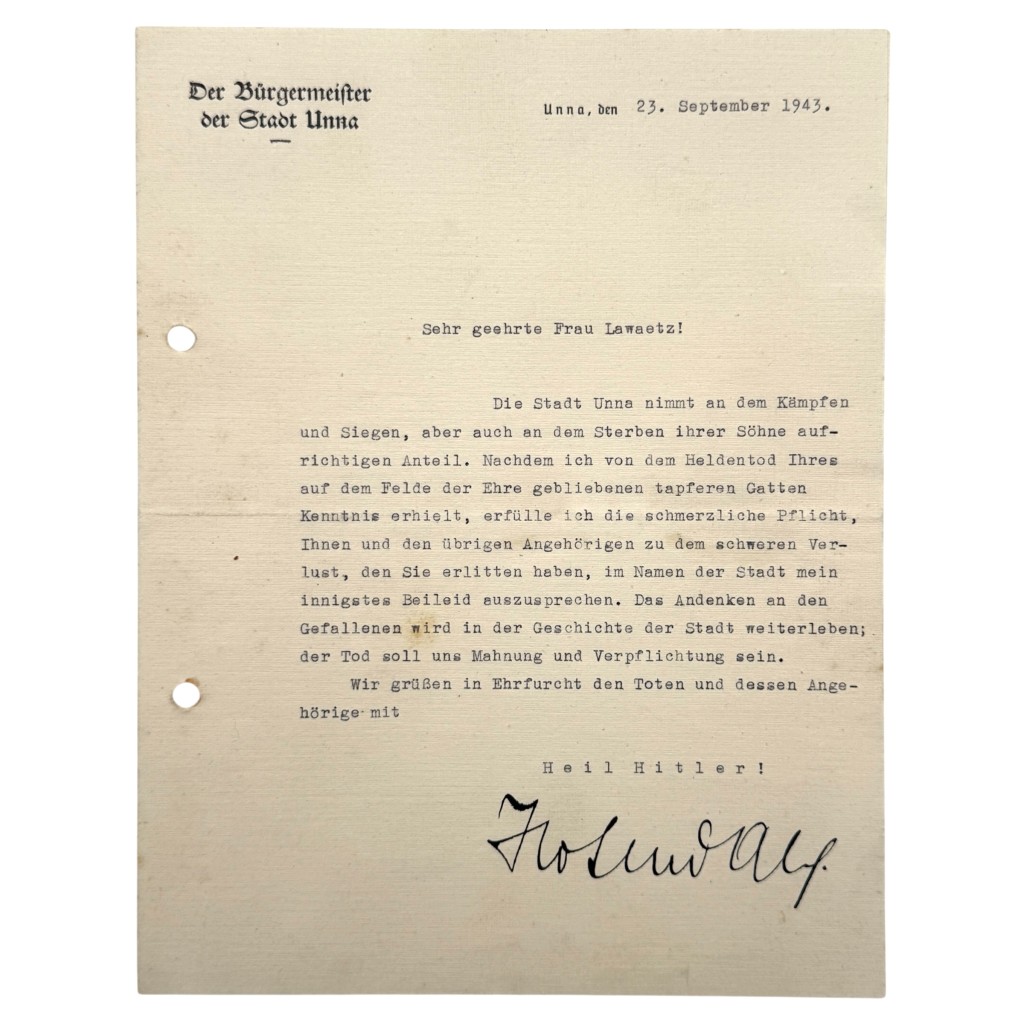 Der Bürgermeister
der Stadt Unna
Unna, den 23. September 1943.
Sehr geehrte Frau Lawaetz!
Die Stadt Unna nimmt an dem Kämpfen
und Siegen, aber auch an dem Sterben ihrer Söhne auf-
richtigen Anteil. Nachdem ich von dem Heldentod Ihres
auf dem Felde der Ehre gebliebenen tapferen Gatten
Kenntnis erhielt, erfülle ich die schmerzliche Pflicht,
Ihnen und den übrigen Angehörigen zu dem schweren Ver-
lust, den Sie erlitten haben, im Namen der Stadt mein
innigstes Beileid auszusprechen. Das Andenken an den
Gefallenen wird in der Geschichte der Stadt weiterleben;
der Tod soll uns Mahnung und Verpflichtung sein.
Wir grüßen in Ehrfurcht den Toten und dessen Ange-
hörige mit
Heil Hitler!